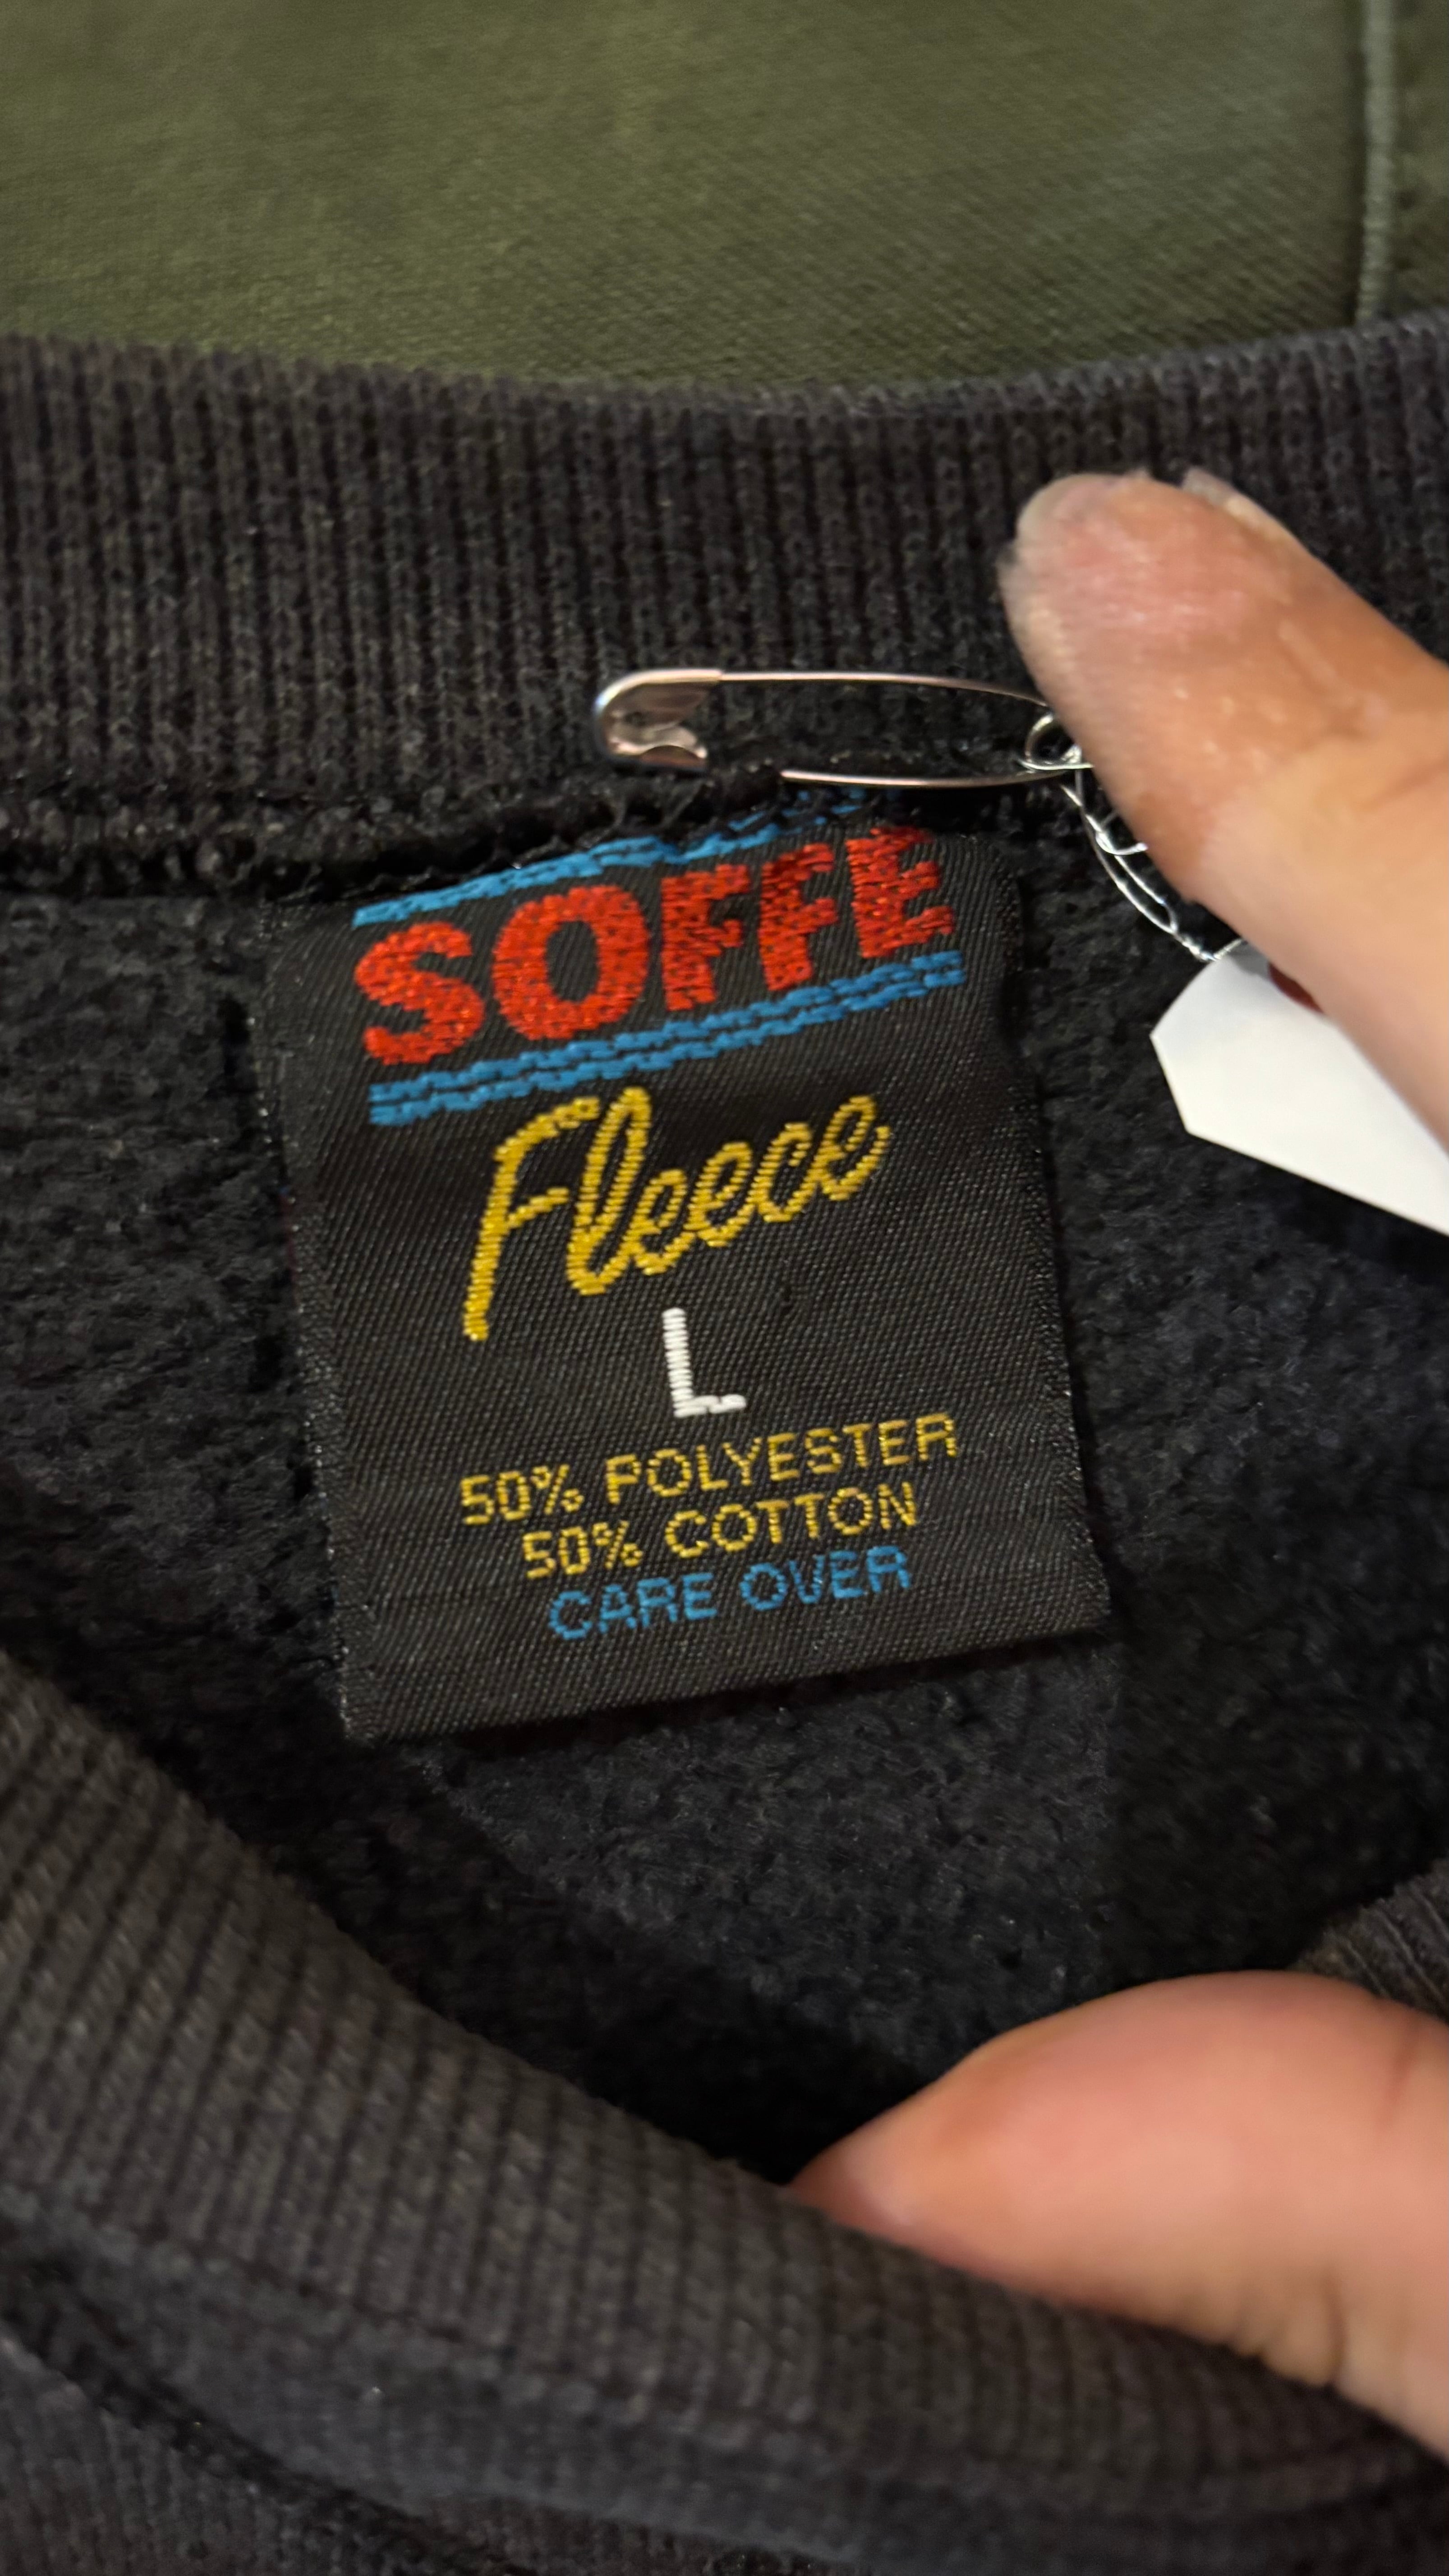 SOFFE
Fleece
L
50% POLYESTER
50% COTTON
CARE OVER